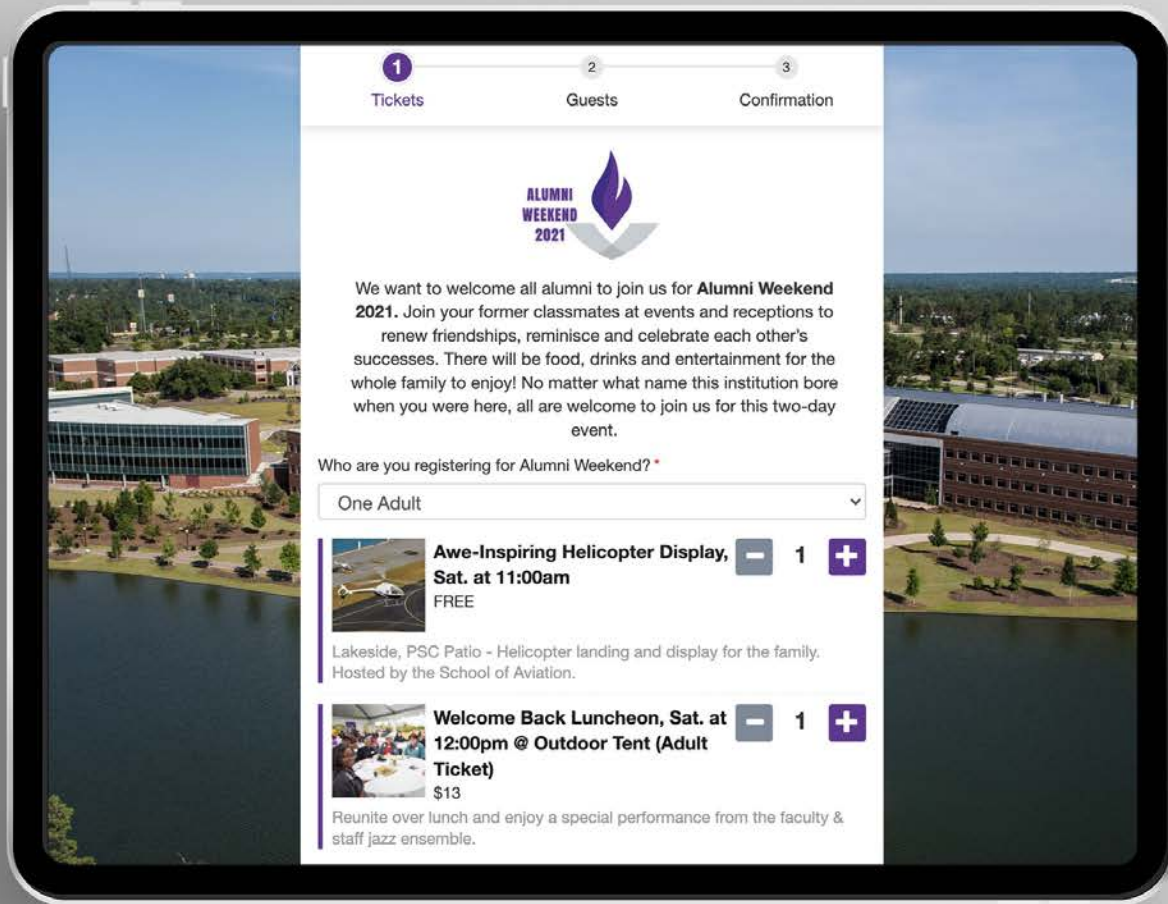 1
2
3
Tickets
Guests
Confirmation
ALUMNI
WEEKEND
2021
We want to welcome all alumni to join us for Alumni Weekend
2021. Join your former classmates at events and receptions to
renew friendships, reminisce and celebrate each other's
successes. There will be food, drinks and entertainment for the
whole family to enjoy! No matter what name this institution bore
when you were here, all are welcome to join us for this two-day
event.
Who are you registering for Alumni Weekend? *
One Adult
Awe-Inspiring Helicopter Display,
Sat. at 11:00am
FREE
− 1 +
Lakeside, PSC Patio - Helicopter landing and display for the family.
Hosted by the School of Aviation.
Welcome Back Luncheon, Sat. at
12:00pm @ Outdoor Tent (Adult
Ticket)
$13
− 1 +
Reunite over lunch and enjoy a special performance from the faculty &
staff jazz ensemble.